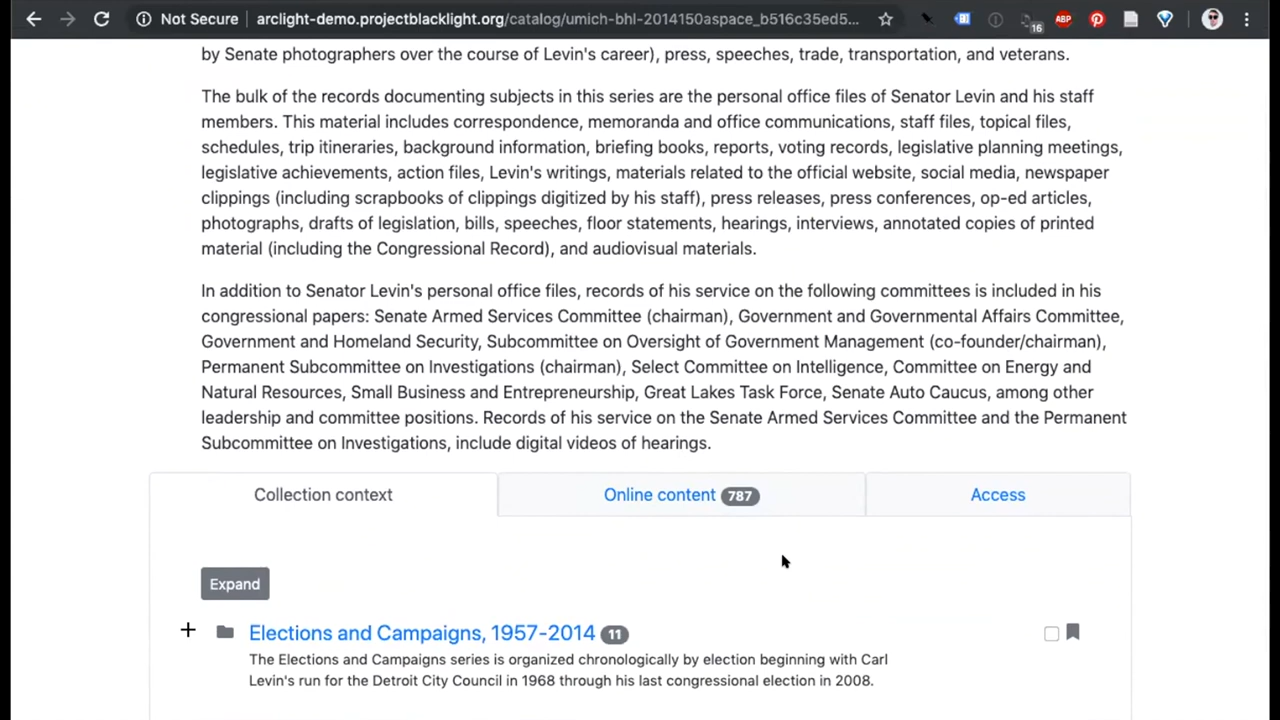 Not Secure arclight-demo.projectblacklight.org/catalog/umich-bhl-2014150aspace_b516c35ed5...
16
ABP
by Senate photographers over the course of Levin's career), press, speeches, trade, transportation, and veterans.
The bulk of the records documenting subjects in this series are the personal office files of Senator Levin and his staff
members. This material includes correspondence, memoranda and office communications, staff files, topical files,
schedules, trip itineraries, background information, briefing books, reports, voting records, legislative planning meetings,
legislative achievements, action files, Levin's writings, materials related to the official website, social media, newspaper
clippings (including scrapbooks of clippings digitized by his staff), press releases, press conferences, op-ed articles,
photographs, drafts of legislation, bills, speeches, floor statements, hearings, interviews, annotated copies of printed
material (including the Congressional Record), and audiovisual materials.
In addition to Senator Levin's personal office files, records of his service on the following committees is included in his
congressional papers: Senate Armed Services Committee (chairman), Government and Governmental Affairs Committee,
Government and Homeland Security, Subcommittee on Oversight of Government Management (co-founder/chairman),
Permanent Subcommittee on Investigations (chairman), Select Committee on Intelligence, Committee on Energy and
Natural Resources, Small Business and Entrepreneurship, Great Lakes Task Force, Senate Auto Caucus, among other
leadership and committee positions. Records of his service on the Senate Armed Services Committee and the Permanent
Subcommittee on Investigations, include digital videos of hearings.
Collection context
Online content 787
Access
Expand
Elections and Campaigns, 1957-2014 11
The Elections and Campaigns series is organized chronologically by election beginning with Carl
Levin's run for the Detroit City Council in 1968 through his last congressional election in 2008.